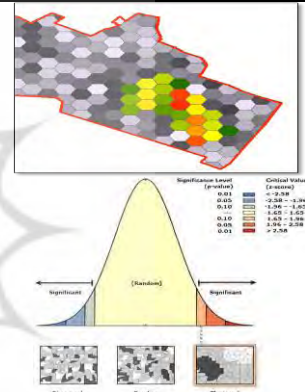 Significance Level Critical Value
(p-value) (z-score)
0.01 < -2.58
0.05 -2.58 - -1.96
0.10 -1.96 - -1.65
— -1.65 - 1.65
0.10 1.65 - 1.96
0.05 1.96 - 2.58
0.01 > 2.58
(Random)
Significant Significant